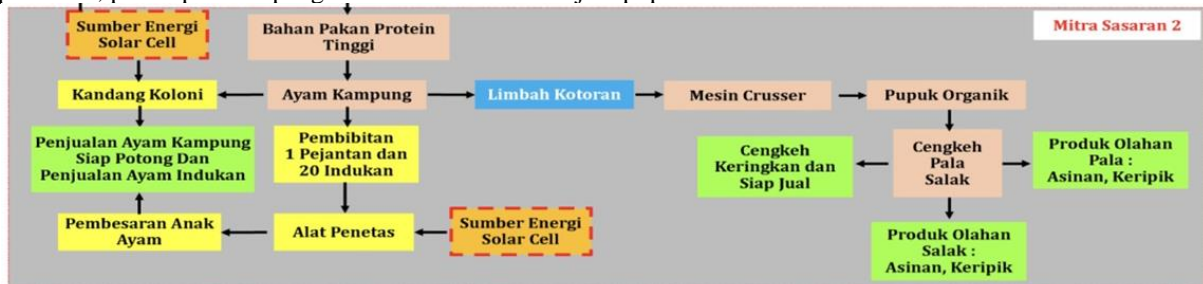 Sumber Energi
Solar Cell
Bahan Pakan Protein
Tinggi
Mitra Sasaran 2
Kandang Koloni
Ayam Kampung
Limbah Kotoran
Mesin Crusser
Pupuk Organik
Penjualan Ayam Kampung
Siap Potong Dan
Penjualan Ayam Indukan
Pembibitan
1 Pejantan dan
20 Indukan
Cengkeh
Keringkan dan
Siap Jual
Cengkeh
Pala
Salak
Produk Olahan
Pala :
Asinan, Keripik
Pembesaran Anak
Ayam
Alat Penetas
Sumber Energi
Solar Cell
Produk Olahan
Salak :
Asinan, Keripik